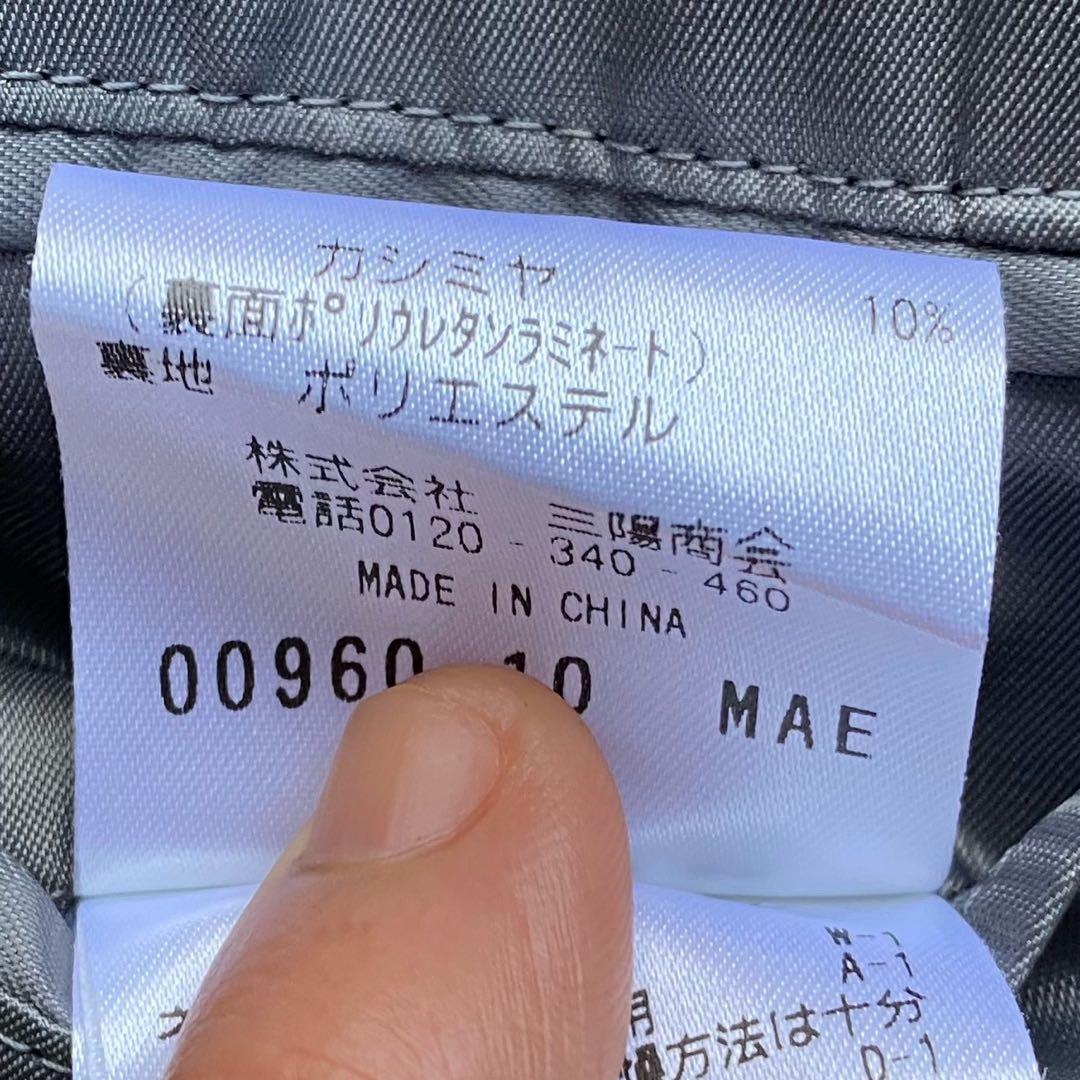 カシミヤ 10%
(裏面ポリウレタンラミネート)
裏地 ポリエステル
株式会社 三陽商会
電話0120-340-460
MADE IN CHINA
00960 10 MAE
W-1
A-1
方法は十分
D-1